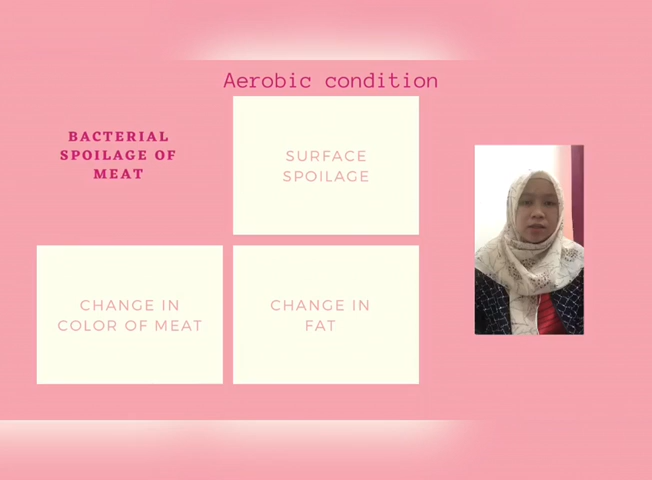 Aerobic condition
BACTERIAL
SPOILAGE OF
MEAT
SURFACE
SPOILAGE
CHANGE IN
COLOR OF MEAT
CHANGE IN
FAT